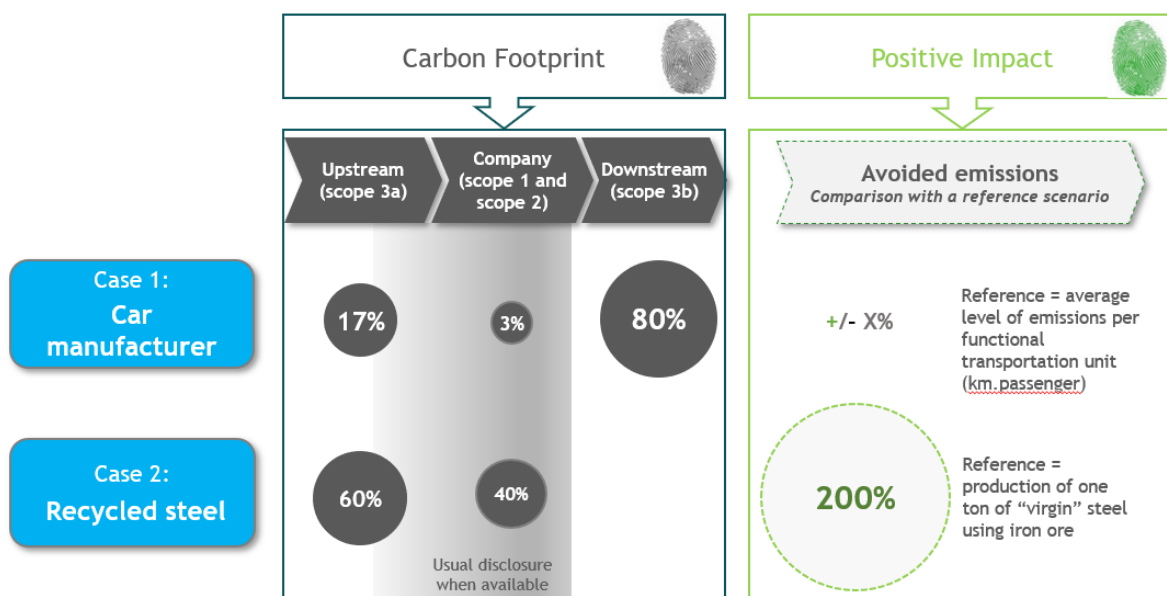 Carbon Footprint
Positive Impact
Upstream
(scope 3a)
Company
(scope 1 and
scope 2)
Downstream
(scope 3b)
Avoided emissions
Comparison with a reference scenario
Case 1:
Car
manufacturer
17%
3%
80%
+/- X%
Reference = average
level of emissions per
functional
transportation unit
(km.passenger)
Case 2:
Recycled steel
60%
40%
200%
Reference =
production of one
ton of “virgin” steel
using iron ore
Usual disclosure
when available